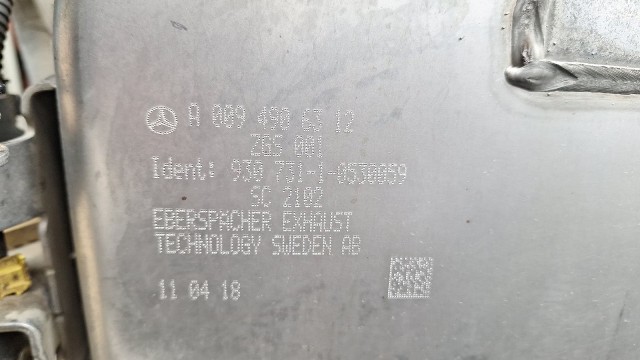 A 009 490 63 12
ZGS 001
Ident: 930 731-1-0530059
SC 2102
EBERSPACHER EXHAUST
TECHNOLOGY SWEDEN AB
11 04 18